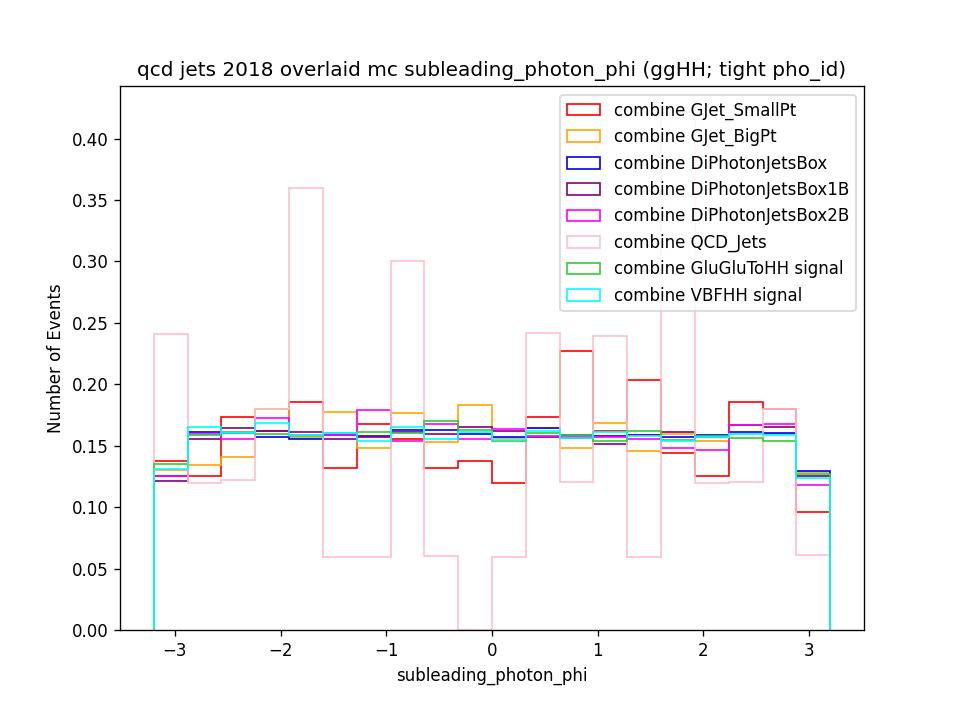 qcd jets 2018 overlaid mc subleading_photon_phi (ggHH; tight pho_id)
combine GJet_SmallPt
combine GJet_BigPt
combine DiPhotonJetsBox
combine DiPhotonJetsBox1B
combine DiPhotonJetsBox2B
combine QCD_Jets
combine GluGluToHH signal
combine VBFHH signal
Number of Events
0.40
0.35
0.30
0.25
0.20
0.15
0.10
0.05
0.00
−3 −2 −1 0 1 2 3
subleading_photon_phi